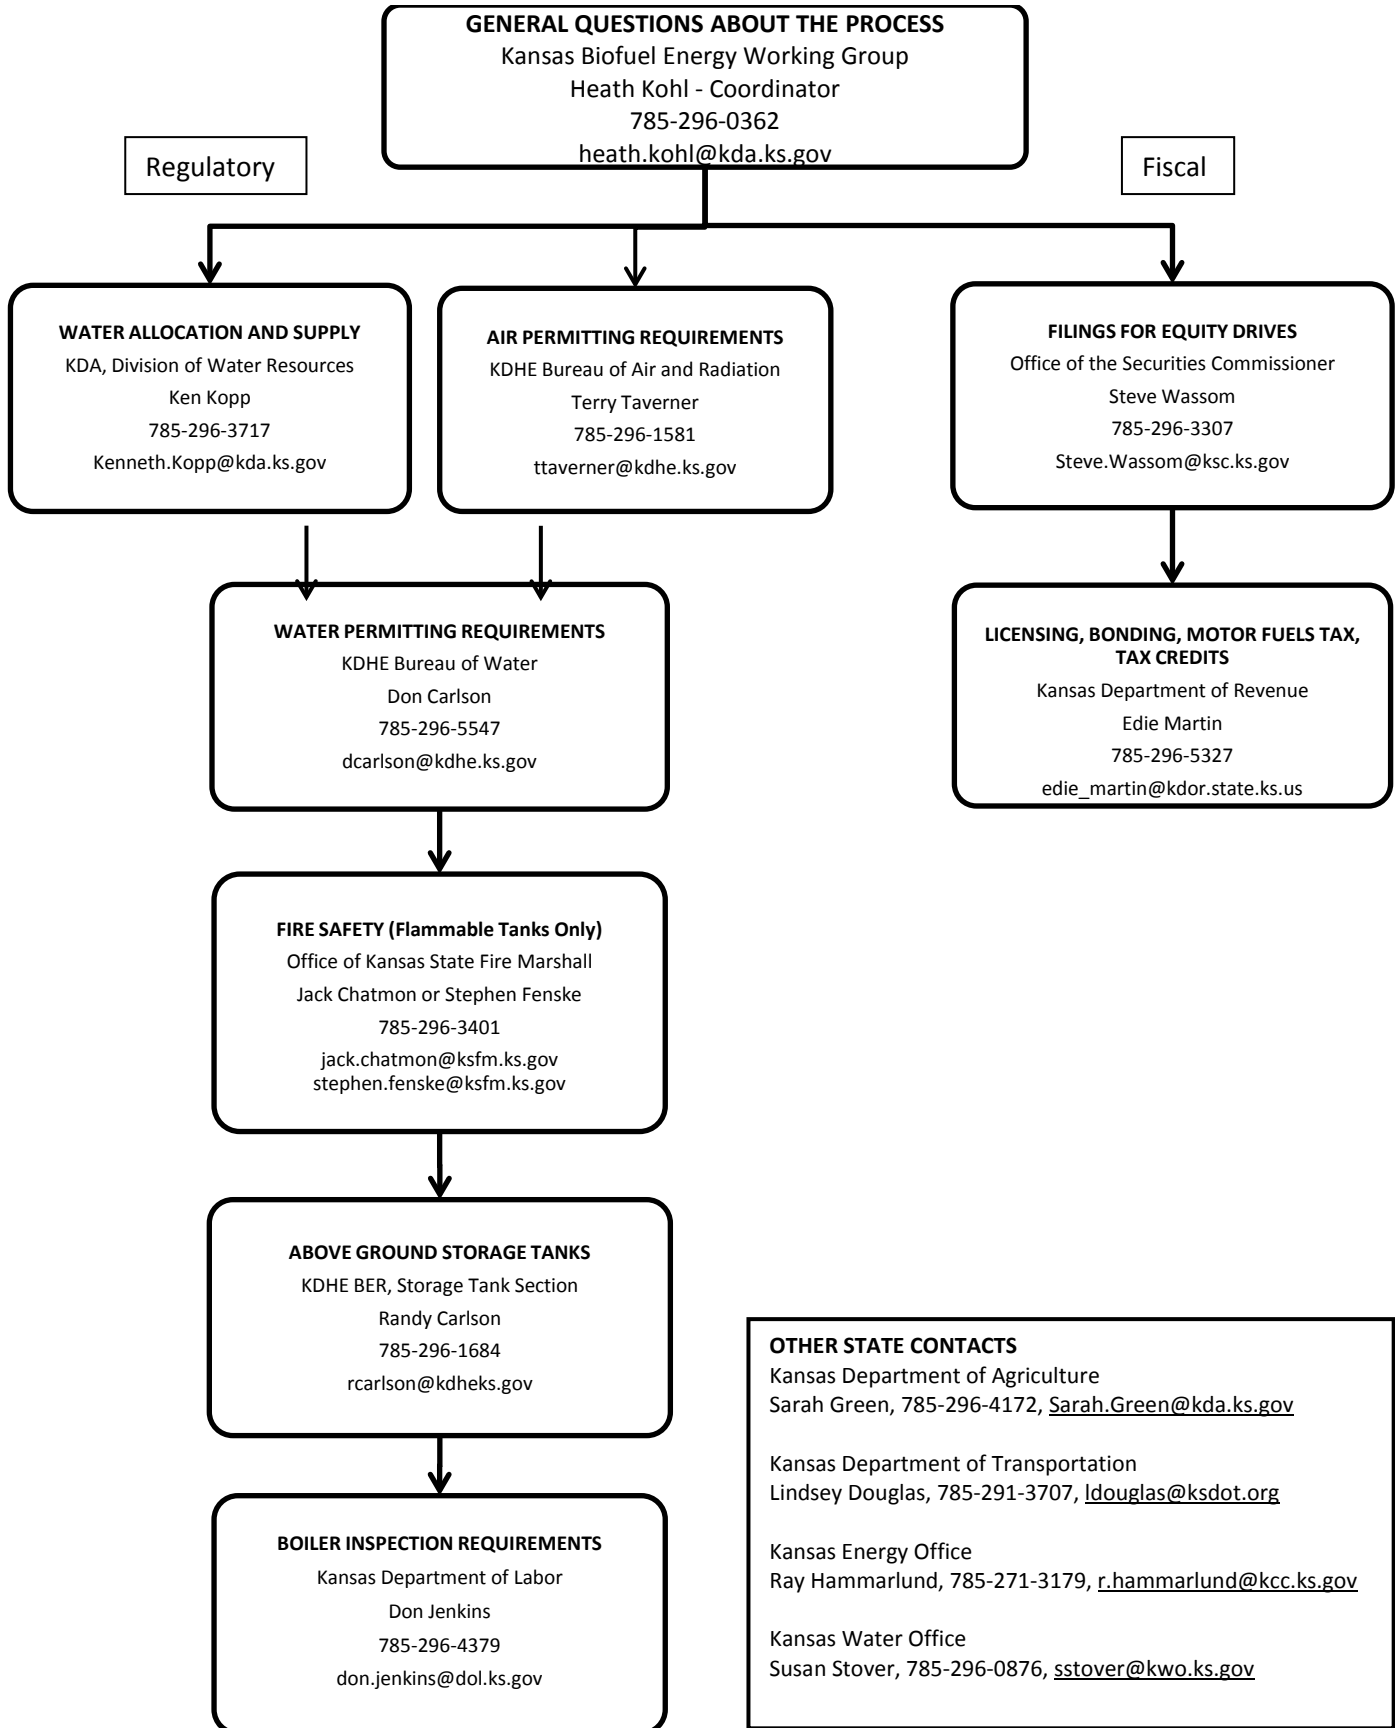 GENERAL QUESTIONS ABOUT THE PROCESS
Kansas Biofuel Energy Working Group
Heath Kohl - Coordinator
785-296-0362
heath.kohl@kda.ks.gov
Regulatory
Fiscal
WATER ALLOCATION AND SUPPLY
KDA, Division of Water Resources
Ken Kopp
785-296-3717
Kenneth.Kopp@kda.ks.gov
AIR PERMITTING REQUIREMENTS
KDHE Bureau of Air and Radiation
Terry Taverner
785-296-1581
ttaverner@kdhe.ks.gov
FILINGS FOR EQUITY DRIVES
Office of the Securities Commissioner
Steve Wassom
785-296-3307
Steve.Wassom@ksc.ks.gov
WATER PERMITTING REQUIREMENTS
KDHE Bureau of Water
Don Carlson
785-296-5547
dcarlson@kdhe.ks.gov
LICENSING, BONDING, MOTOR FUELS TAX,
TAX CREDITS
Kansas Department of Revenue
Edie Martin
785-296-5327
edie_martin@kdor.state.ks.us
FIRE SAFETY (Flammable Tanks Only)
Office of Kansas State Fire Marshall
Jack Chatmon or Stephen Fenske
785-296-3401
jack.chatmon@ksfm.ks.gov
stephen.fenske@ksfm.ks.gov
ABOVE GROUND STORAGE TANKS
KDHE BER, Storage Tank Section
Randy Carlson
785-296-1684
rcarlson@kdheks.gov
BOILER INSPECTION REQUIREMENTS
Kansas Department of Labor
Don Jenkins
785-296-4379
don.jenkins@dol.ks.gov
OTHER STATE CONTACTS
Kansas Department of Agriculture
Sarah Green, 785-296-4172, Sarah.Green@kda.ks.gov
Kansas Department of Transportation
Lindsey Douglas, 785-291-3707, ldouglas@ksdot.org
Kansas Energy Office
Ray Hammarlund, 785-271-3179, r.hammarlund@kcc.ks.gov
Kansas Water Office
Susan Stover, 785-296-0876, sstover@kwo.ks.gov